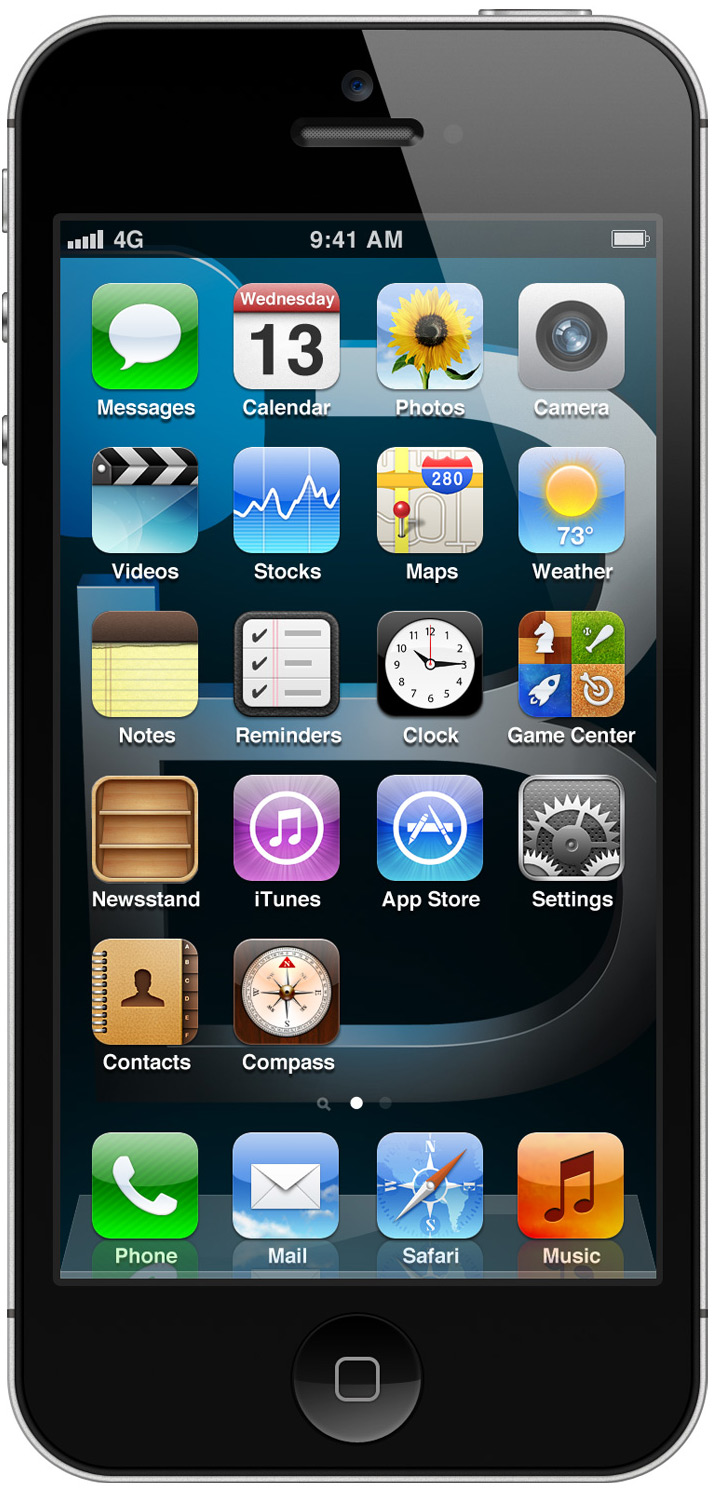 4G 9:41 AM
Wednesday
13
Messages Calendar Photos Camera
280
73°
Videos Stocks Maps Weather
Notes Reminders Clock Game Center
Newsstand iTunes App Store Settings
Contacts Compass
Phone Mail Safari Music